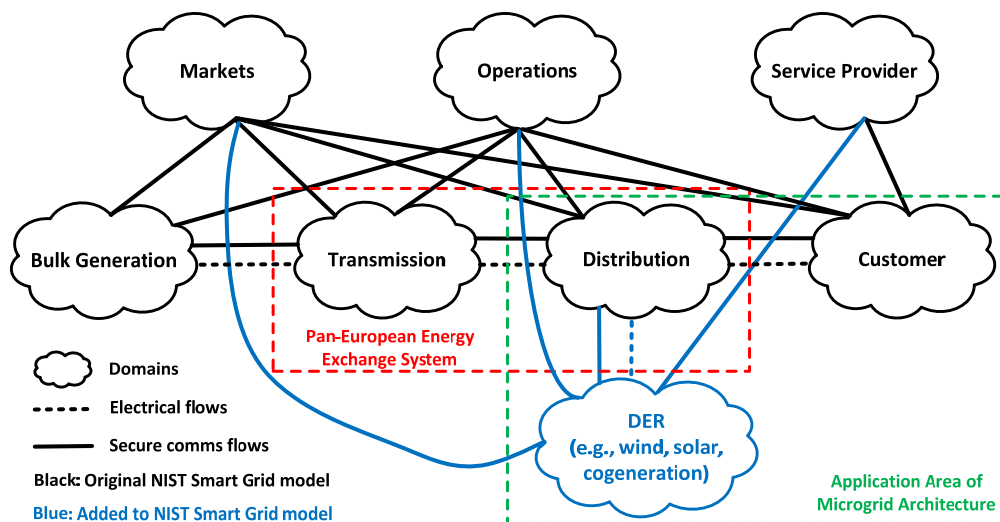 Markets
Operations
Service Provider
Bulk Generation
Transmission
Distribution
Customer
Pan-European Energy
Exchange System
Domains
Electrical flows
Secure comms flows
Black: Original NIST Smart Grid model
Blue: Added to NIST Smart Grid model
DER
(e.g., wind, solar,
cogeneration)
Application Area of
Microgrid Architecture